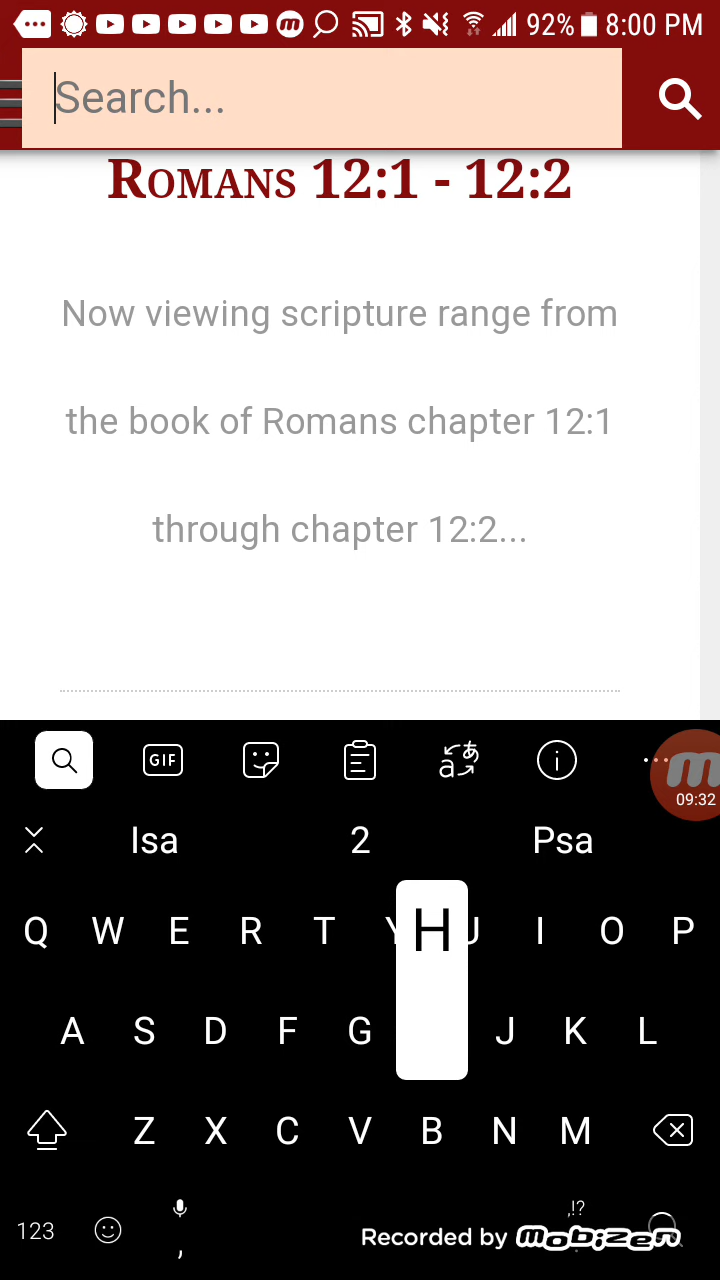 92% 8:00 PM
Search...
Romans 12:1 - 12:2
Now viewing scripture range from
the book of Romans chapter 12:1
through chapter 12:2...
GIF
a あ
09:32
Isa 2 Psa
Q W E R T Y H U I O P
A S D F G J K L
Z X C V B N M
,!?
123 ,
Recorded by mobizen